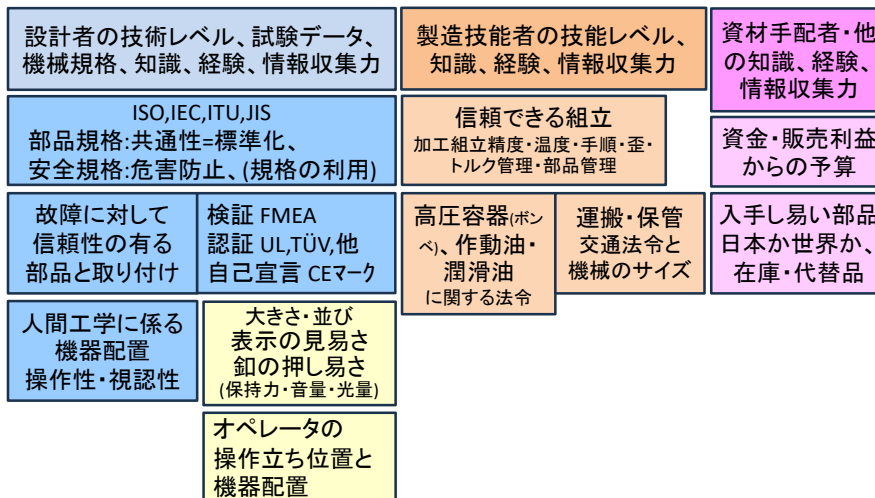 設計者の技術レベル、試験データ、
機械規格、知識、経験、情報収集力
製造技能者の技能レベル、
知識、経験、情報収集力
資材手配者・他
の知識、経験、
情報収集力
ISO,IEC,ITU,JIS
部品規格:共通性=標準化、
安全規格:危害防止、(規格の利用)
信頼できる組立
加工組立精度・温度・手順・歪・
トルク管理・部品管理
資金・販売利益
からの予算
故障に対して
信頼性の有る
部品と取り付け
検証 FMEA
認証 UL,TÜV,他
自己宣言 CEマーク
高圧容器(ボン
ベ)、作動油・
潤滑油
に関する法令
運搬・保管
交通法令と
機械のサイズ
入手し易い部品
日本か世界か、
在庫・代替品
人間工学に係る
機器配置
操作性・視認性
大きさ・並び
表示の見易さ
釦の押し易さ
(保持力・音量・光量)
オペレータの
操作立ち位置と
機器配置